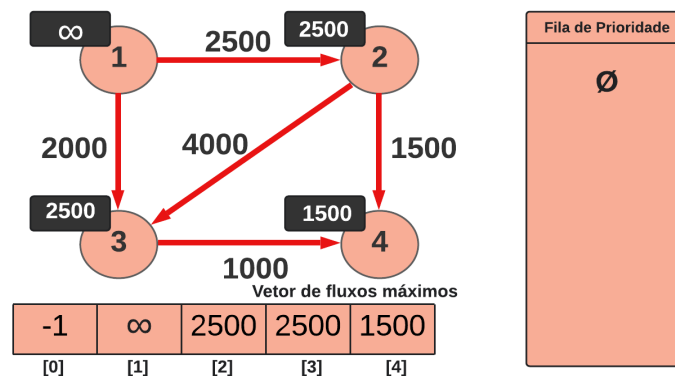 ∞
2500
2500
1
2
Fila de Prioridade
Ø
2000
4000
1500
2500
1500
3
4
1000
Vetor de fluxos máximos
-1 ∞ 2500 2500 1500
[0] [1] [2] [3] [4]